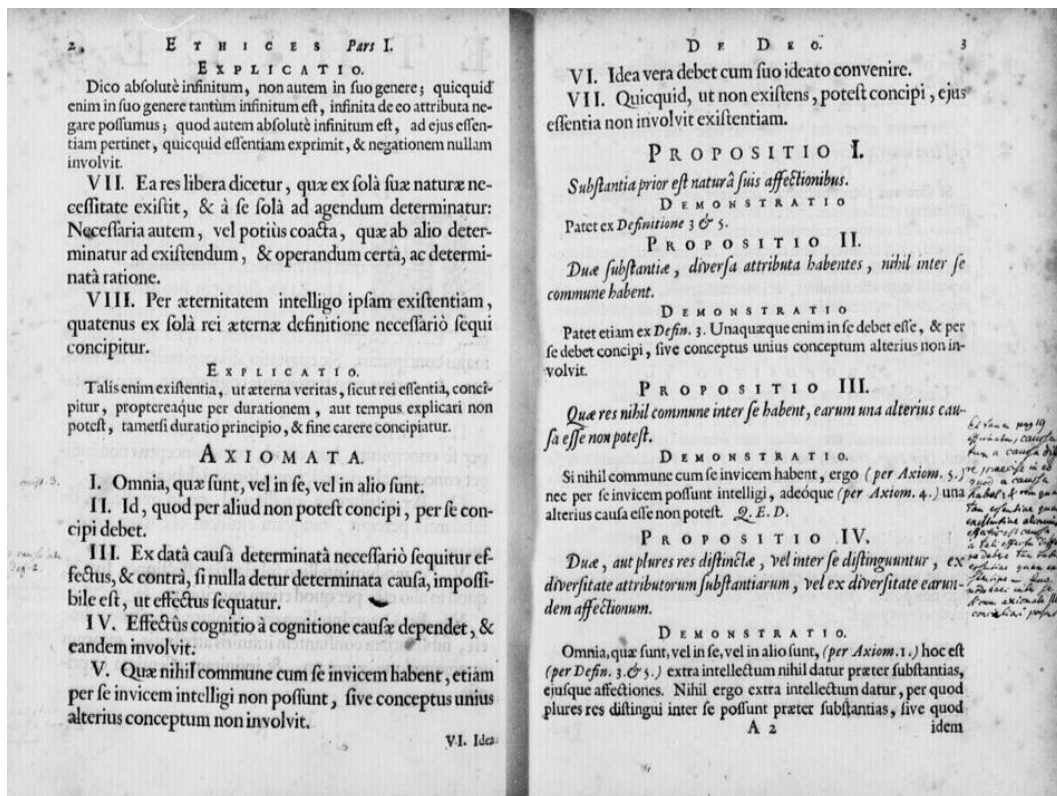 2. ETHICES Pars I.
EXPLICATIO.
Dico absolutè infinitum, non autem in suo genere; quicquid
enim in suo genere tantùm infinitum est, infinita de eo attributa ne-
gare possumus; quod autem absolutè infinitum est, ad ejus essen-
tiam pertinet, quicquid essentiam exprimit, & negationem nullam
involvit.
VII. Ea res libera dicetur, quæ ex solâ suæ naturæ ne-
cessitate existit, & à se solâ ad agendum determinatur:
Necessaria autem, vel potiùs coacta, quæ ab alio deter-
minatur ad existendum, & operandum certâ, ac determi-
natâ ratione.
VIII. Per æternitatem intelligo ipsam existentiam,
quatenus ex solâ rei æternæ definitione necessariò sequi
concipitur.
EXPLICATIO.
Talis enim existentia, ut æterna veritas, sicut rei essentia, conci-
pitur, proptereaque per durationem, aut tempus explicari non
potest, tametsi duratio principio, & fine carere concipiatur.
AXIOMATA.
I. Omnia, quæ sunt, vel in se, vel in alio sunt.
II. Id, quod per aliud non potest concipi, per se con-
cipi debet.
III. Ex datâ causâ determinatâ necessariò sequitur ef-
fectus, & contrà, si nulla detur determinata causa, impossi-
bile est, ut effectus sequatur.
IV. Effectûs cognitio à cognitione causæ dependet, &
eandem involvit.
V. Quæ nihil commune cum se invicem habent, etiam
per se invicem intelligi non possunt, sive conceptus unius
alterius conceptum non involvit.
VI. Idea
DE DEO. 3
VI. Idea vera debet cum suo ideato convenire.
VII. Quicquid, ut non existens, potest concipi, ejus
essentia non involvit existentiam.
PROPOSITIO I.
Substantia prior est naturâ suis affectionibus.
DEMONSTRATIO
Patet ex Definitione 3 & 5.
PROPOSITIO II.
Duæ substantiæ, diversa attributa habentes, nihil inter se
commune habent.
DEMONSTRATIO
Patet etiam ex Defin. 3. Unaquæque enim in se debet esse, & per
se debet concipi, sive conceptus unius conceptum alterius non in-
volvit.
PROPOSITIO III.
Quæ res nihil commune inter se habent, earum una alterius cau-
sa esse non potest.
DEMONSTRATIO.
Si nihil commune cum se invicem habent, ergo (per Axiom. 5.)
nec per se invicem possunt intelligi, adeóque (per Axiom. 4.) una
alterius causa esse non potest. Q. E. D.
PROPOSITIO IV.
Duæ, aut plures res distinctæ, vel inter se distinguuntur, ex
diversitate attributorum substantiarum, vel ex diversitate earun-
dem affectionum.
DEMONSTRATIO.
Omnia, quæ sunt, vel in se, vel in alio sunt, (per Axiom. 1.) hoc est
(per Defin. 3. & 5.) extra intellectum nihil datur præter substantias,
ejusque affectiones. Nihil ergo extra intellectum datur, per quod
plures res distingui inter se possunt præter substantias, sive quod
A 2 idem